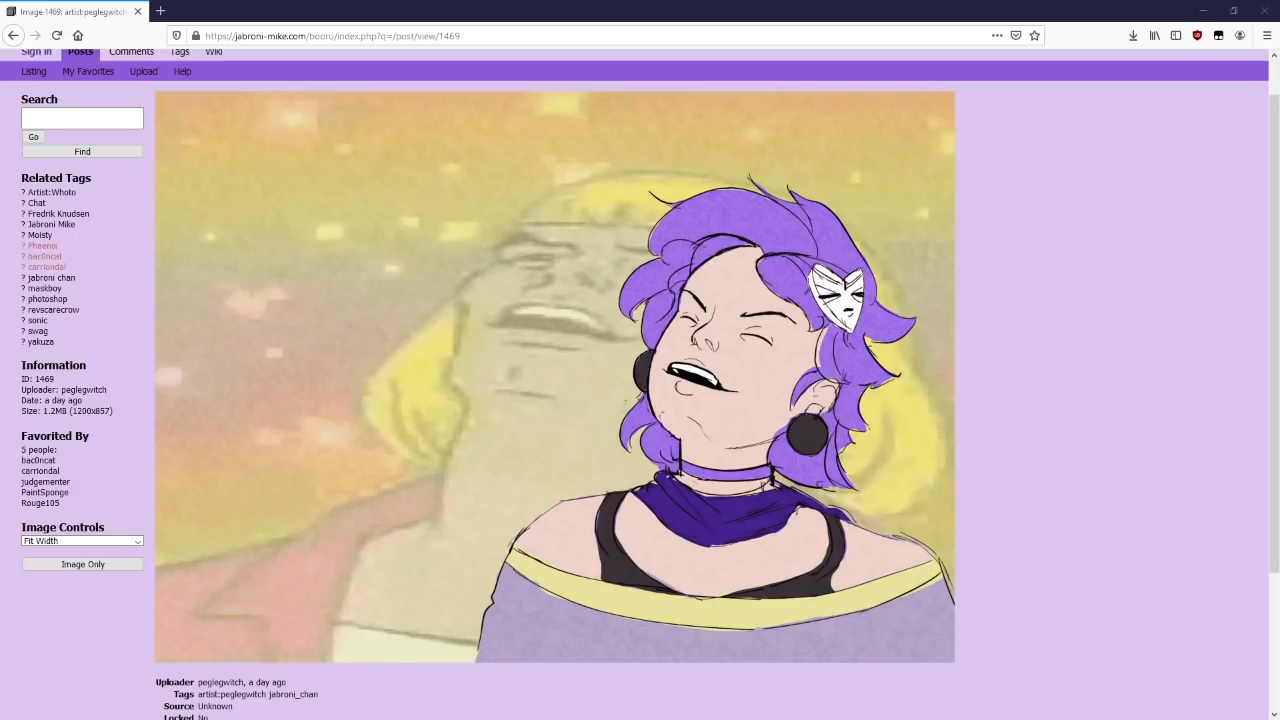 Image 1469: artist:peglegwitch
https://jabroni-mike.com/booru/index.php?q=/post/view/1469
Sign In Posts Comments Tags Wiki
Listing My Favorites Upload Help
Search
Go
Find
Related Tags
? Artist:Whoto
? Chat
? Fredrik Knudsen
? Jabroni Mike
? Moisty
? Phaenix
? bac0ncat
? carriondal
? jabroni chan
? maskboy
? photoshop
? revscarecrow
? sonic
? swag
? yakuza
Information
ID: 1469
Uploader: peglegwitch
Date: a day ago
Size: 1.2MB (1200x857)
Favorited By
5 people:
bac0ncat
carriondal
judgementer
PaintSponge
Rouge105
Image Controls
Fit Width
Image Only
Uploader peglegwitch, a day ago
Tags artist:peglegwitch jabroni_chan
Source Unknown
Locked No